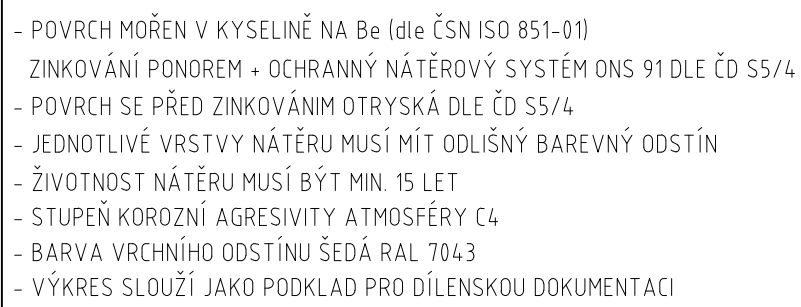 - POVRCH MOŘEN V KYSELINĚ NA Be (dle ČSN ISO 851-01)
ZINKOVÁNÍ PONOREM + OCHRANNÝ NÁTĚROVÝ SYSTÉM ONS 91 DLE ČD S5/4
- POVRCH SE PŘED ZINKOVÁNIM OTRYSKÁ DLE ČD S5/4
- JEDNOTLIVÉ VRSTVY NÁTĚRU MUSÍ MÍT ODLIŠNÝ BAREVNÝ ODSTÍN
- ŽIVOTNOST NÁTĚRU MUSÍ BÝT MIN. 15 LET
- STUPEŇ KOROZNÍ AGRESIVITY ATMOSFÉRY C4
- BARVA VRCHNÍHO ODSTÍNU ŠEDÁ RAL 7043
- VÝKRES SLOUŽÍ JAKO PODKLAD PRO DÍLENSKOU DOKUMENTACI